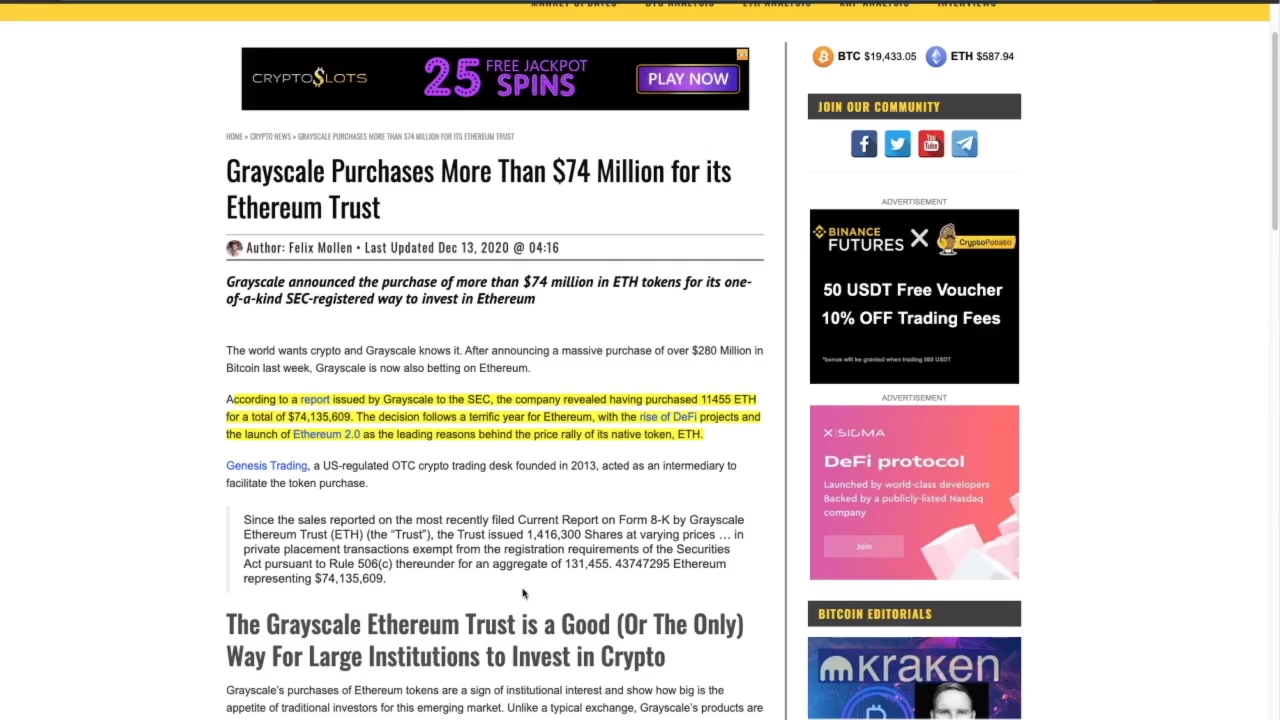 MARKET UPDATES BTC ANALYSIS ETH ANALYSIS XRP ANALYSIS INTERVIEWS
CRYPTO$LOTS
25 FREE JACKPOT
SPINS
PLAY NOW
HOME » CRYPTO NEWS » GRAYSCALE PURCHASES MORE THAN $74 MILLION FOR ITS ETHEREUM TRUST
Grayscale Purchases More Than $74 Million for its
Ethereum Trust
Author: Felix Mollen • Last Updated Dec 13, 2020 @ 04:16
Grayscale announced the purchase of more than $74 million in ETH tokens for its one-
of-a-kind SEC-registered way to invest in Ethereum
The world wants crypto and Grayscale knows it. After announcing a massive purchase of over $280 Million in
Bitcoin last week, Grayscale is now also betting on Ethereum.
According to a report issued by Grayscale to the SEC, the company revealed having purchased 11455 ETH
for a total of $74,135,609. The decision follows a terrific year for Ethereum, with the rise of DeFi projects and
the launch of Ethereum 2.0 as the leading reasons behind the price rally of its native token, ETH.
Genesis Trading, a US-regulated OTC crypto trading desk founded in 2013, acted as an intermediary to
facilitate the token purchase.
Since the sales reported on the most recently filed Current Report on Form 8-K by Grayscale
Ethereum Trust (ETH) (the “Trust”), the Trust issued 1,416,300 Shares at varying prices … in
private placement transactions exempt from the registration requirements of the Securities
Act pursuant to Rule 506(c) thereunder for an aggregate of 131,455. 43747295 Ethereum
representing $74,135,609.
The Grayscale Ethereum Trust is a Good (Or The Only)
Way For Large Institutions to Invest in Crypto
Grayscale’s purchases of Ethereum tokens are a sign of institutional interest and show how big is the
appetite of traditional investors for this emerging market. Unlike a typical exchange, Grayscale’s products are
BTC $19,433.05 ETH $587.94
JOIN OUR COMMUNITY
You
Tube
ADVERTISEMENT
BINANCE
FUTURES X CryptoPotato
50 USDT Free Voucher
10% OFF Trading Fees
*bonus will be granted when trading 500 USDT
ADVERTISEMENT
X|SIGMA
DeFi protocol
Launched by world-class developers
Backed by a publicly-listed Nasdaq
company
Join
BITCOIN EDITORIALS
kraken